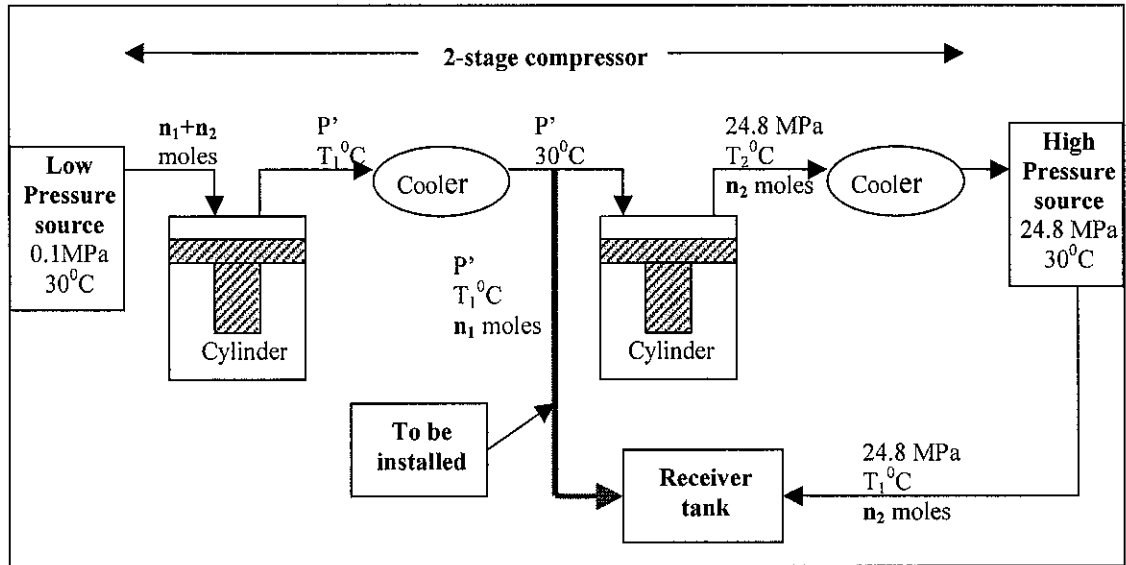 2-stage compressor
n₁+n₂
moles
P'
T₁⁰C
P'
30⁰C
24.8 MPa
T₂⁰C
n₂ moles
Low
Pressure
source
0.1MPa
30⁰C
Cooler
Cooler
High
Pressure
source
24.8 MPa
30⁰C
P'
T₁⁰C
n₁ moles
Cylinder
Cylinder
To be
installed
Receiver
tank
24.8 MPa
T₁⁰C
n₂ moles